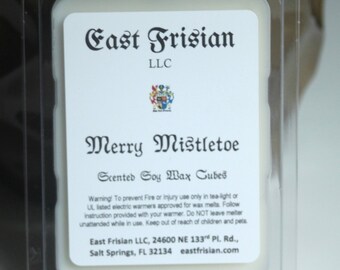 East Frisian
LLC
Merry Mistletoe
Scented Soy Wax Cubes
Warning! To prevent Fire or injury use only in tea-light or
UL listed electric warmers approved for wax melts. Follow
instruction provided with your warmer. Do NOT leave melter
unattended while in use. Keep out of reach of children and pets.
East Frisian LLC, 24600 NE 133rd Pl. Rd.,
Salt Springs, FL 32134 eastfrisian.com